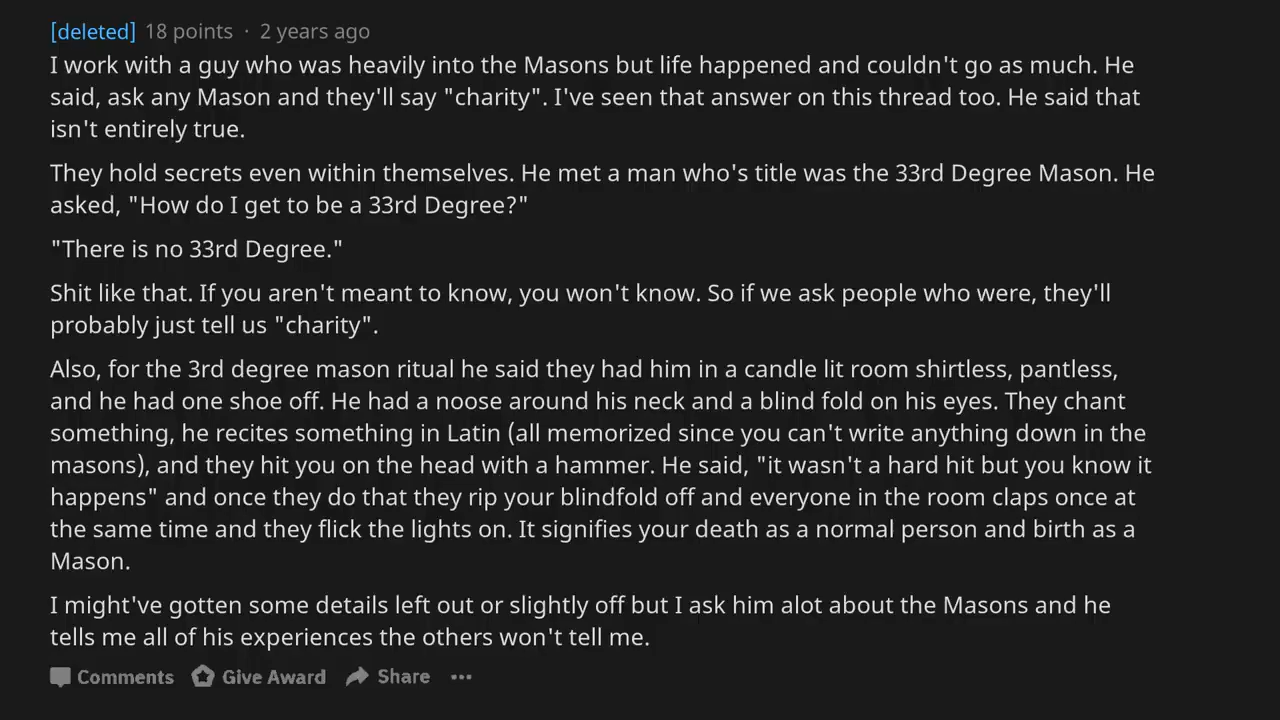 [deleted] 18 points · 2 years ago
I work with a guy who was heavily into the Masons but life happened and couldn't go as much. He
said, ask any Mason and they'll say "charity". I've seen that answer on this thread too. He said that
isn't entirely true.
They hold secrets even within themselves. He met a man who's title was the 33rd Degree Mason. He
asked, "How do I get to be a 33rd Degree?"
"There is no 33rd Degree."
Shit like that. If you aren't meant to know, you won't know. So if we ask people who were, they'll
probably just tell us "charity".
Also, for the 3rd degree mason ritual he said they had him in a candle lit room shirtless, pantless,
and he had one shoe off. He had a noose around his neck and a blind fold on his eyes. They chant
something, he recites something in Latin (all memorized since you can't write anything down in the
masons), and they hit you on the head with a hammer. He said, "it wasn't a hard hit but you know it
happens" and once they do that they rip your blindfold off and everyone in the room claps once at
the same time and they flick the lights on. It signifies your death as a normal person and birth as a
Mason.
I might've gotten some details left out or slightly off but I ask him alot about the Masons and he
tells me all of his experiences the others won't tell me.
Comments Give Award Share ···